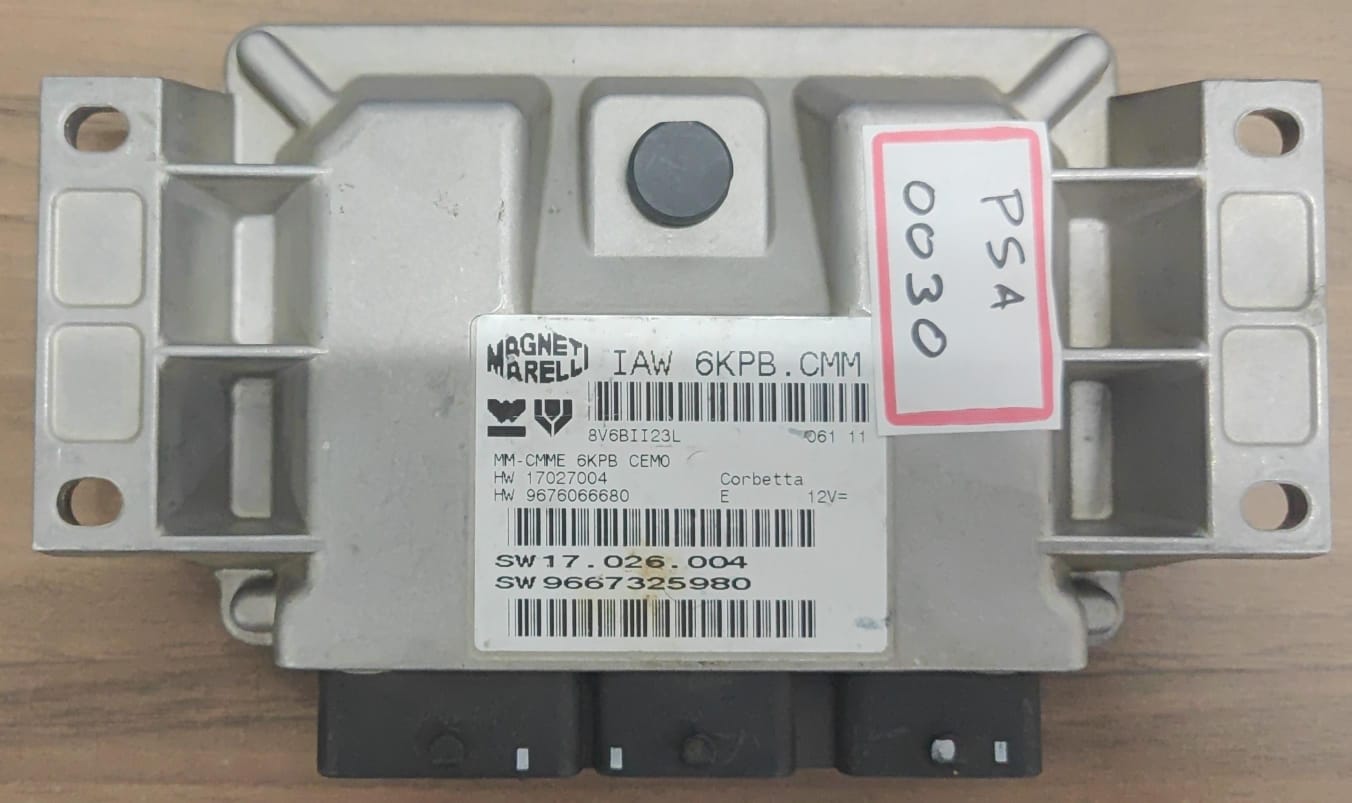 MAGNETI
MARELLI
IAW 6KPB.CMM
8V6BII23L 061 11
MM-CMME 6KPB CEMO
HW 17027004 Corbetta
HW 9676066680 E 12V=
SW17.026.004
SW9667325980
PSA
0030